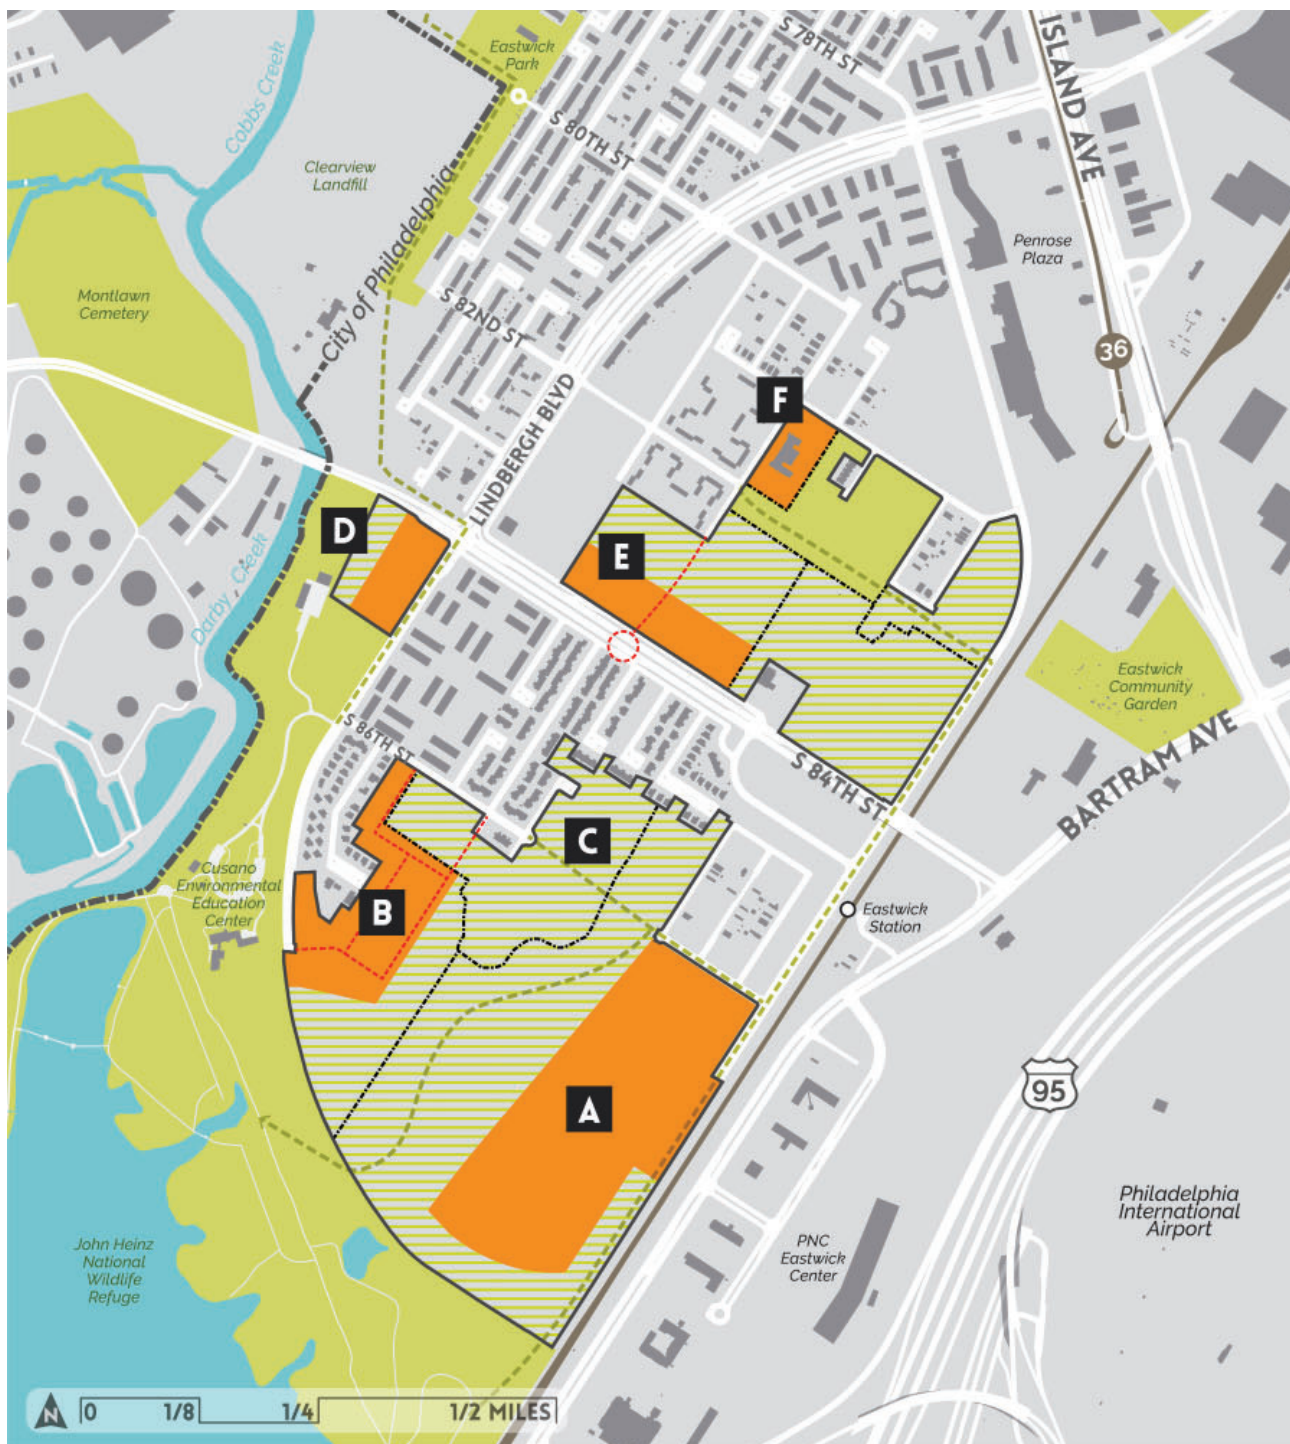 Eastwick
Park
S 78TH ST
ISLAND AVE
Cobbs Creek
S 80TH ST
Clearview
Landfill
City of Philadelphia
Penrose
Plaza
Montlawn
Cemetery
S 82ND ST
36
LINDBERGH BLVD
F
D
E
Darby Creek
Eastwick
Community
Garden
S 86TH ST
BARTRAM AVE
S 84TH ST
C
Cusano
Environmental
Education
Center
B
Eastwick
Station
95
A
Philadelphia
International
Airport
John Heinz
National
Wildlife
Refuge
PNC
Eastwick
Center
N
0 1/8 1/4 1/2 MILES